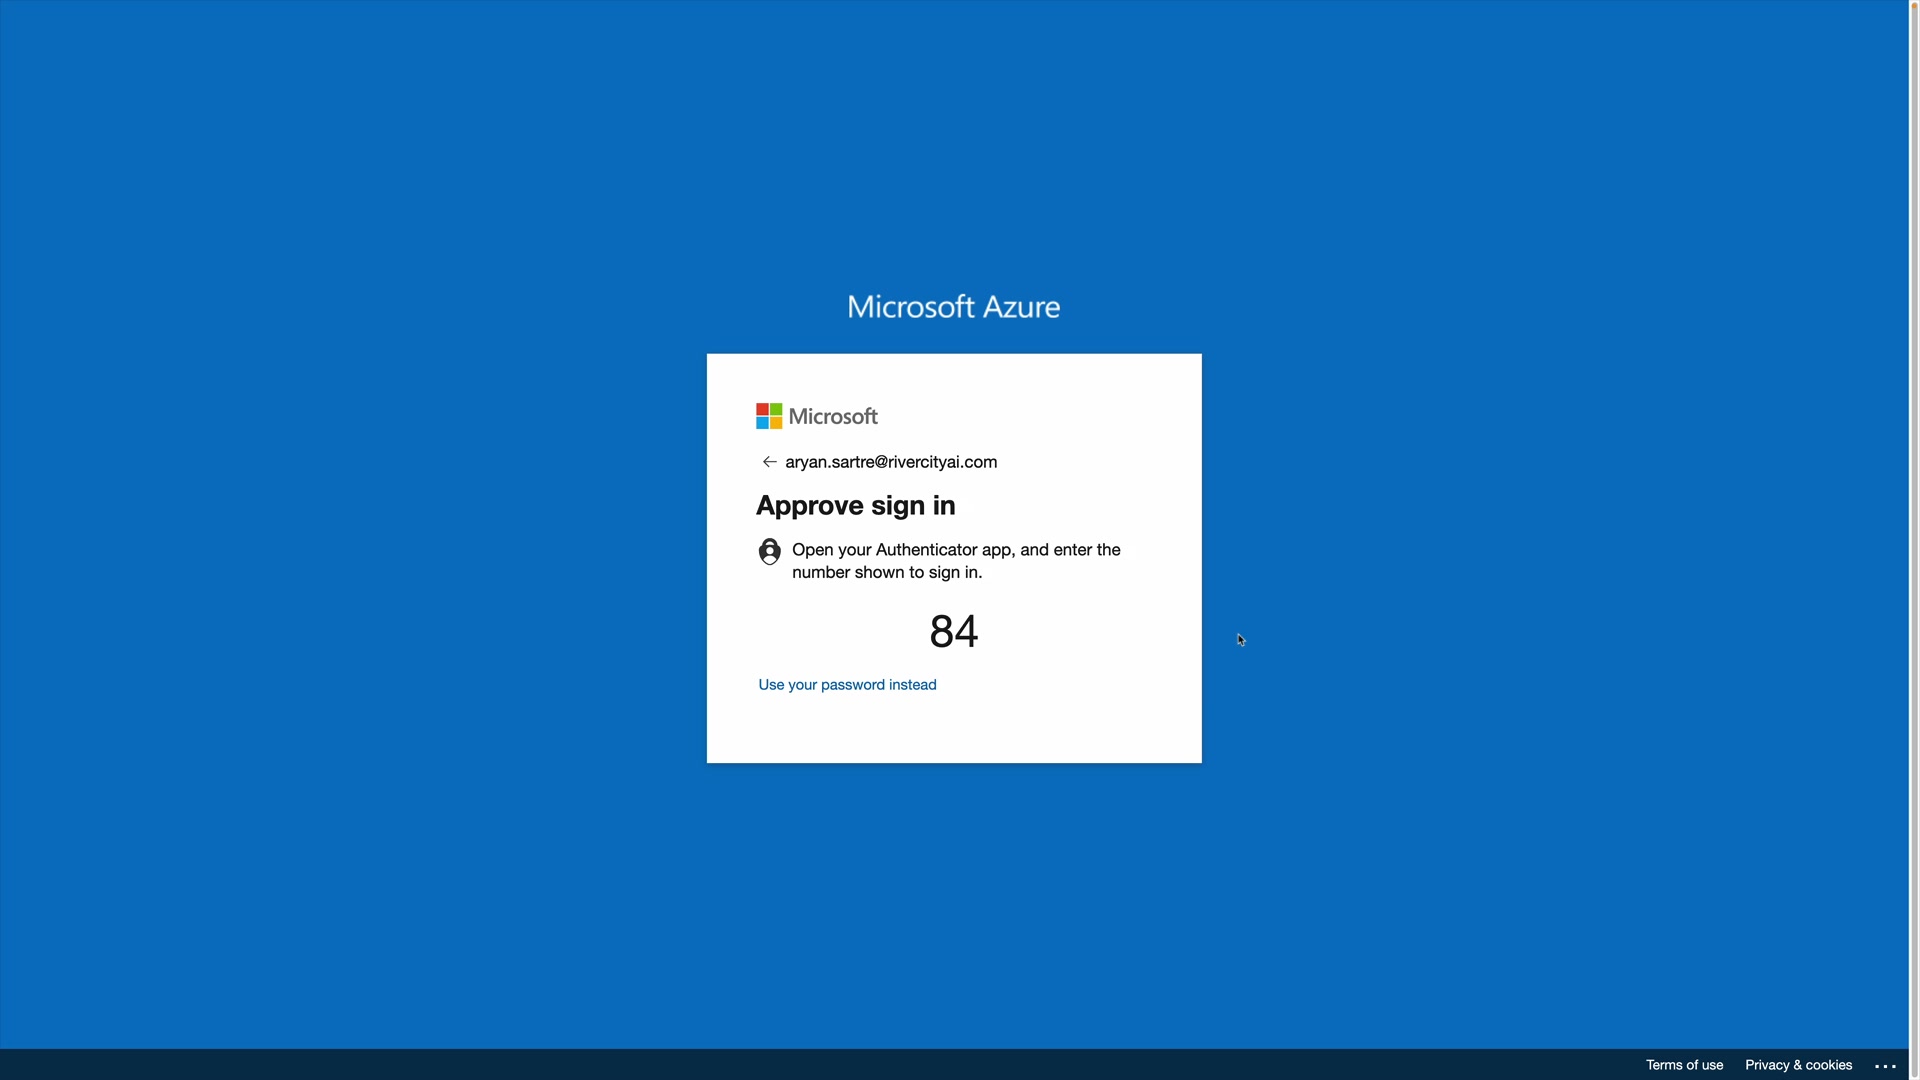 Microsoft Azure
Microsoft
aryan.sartre@rivercityai.com
Approve sign in
Open your Authenticator app, and enter the
number shown to sign in.
84
Use your password instead
Terms of use Privacy & cookies ...